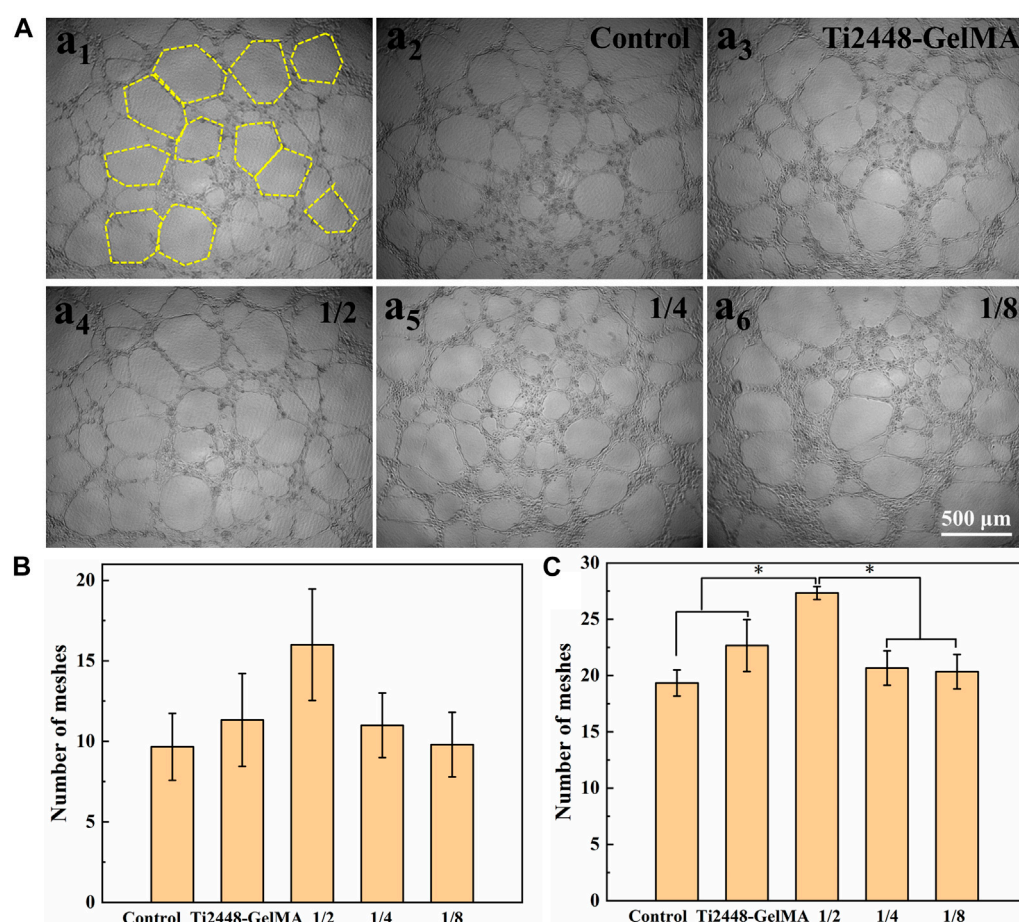 A
a1
a2 Control
a3 Ti2448-GelMA
a4 1/2
a5 1/4
a6 1/8
500 µm
B
Number of meshes
20
15
10
5
0
Control Ti2448-GelMA 1/2 1/4 1/8
C
Number of meshes
30
25
20
15
10
5
0
* *
Control Ti2448-GelMA 1/2 1/4 1/8